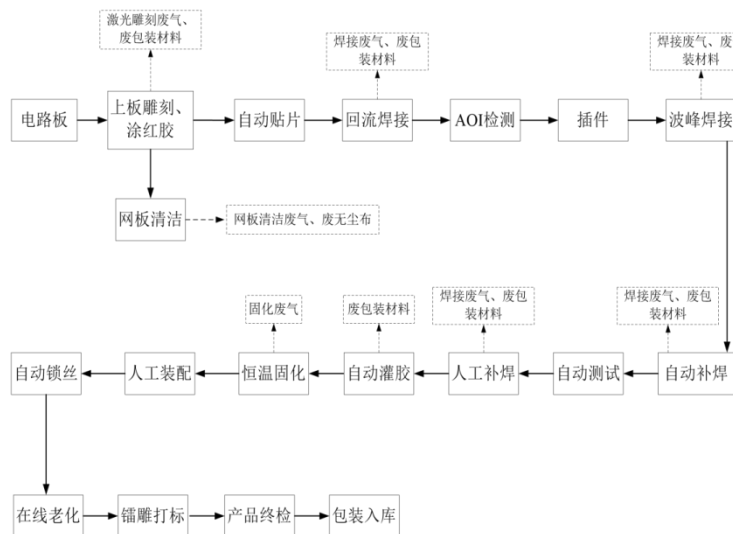 激光雕刻废气、
废包装材料
焊接废气、废包
装材料
焊接废气、废
装材料
电路板
上板雕刻、
涂红胶
自动贴片
回流焊接
AOI检测
插件
波峰焊接
网板清洁
网板清洁废气、废无尘布
固化废气
废包装材料
焊接废气、废包
装材料
焊接废气、废包
装材料
自动锁丝
人工装配
恒温固化
自动灌胶
人工补焊
自动测试
自动补焊
在线老化
镭雕打标
产品终检
包装入库